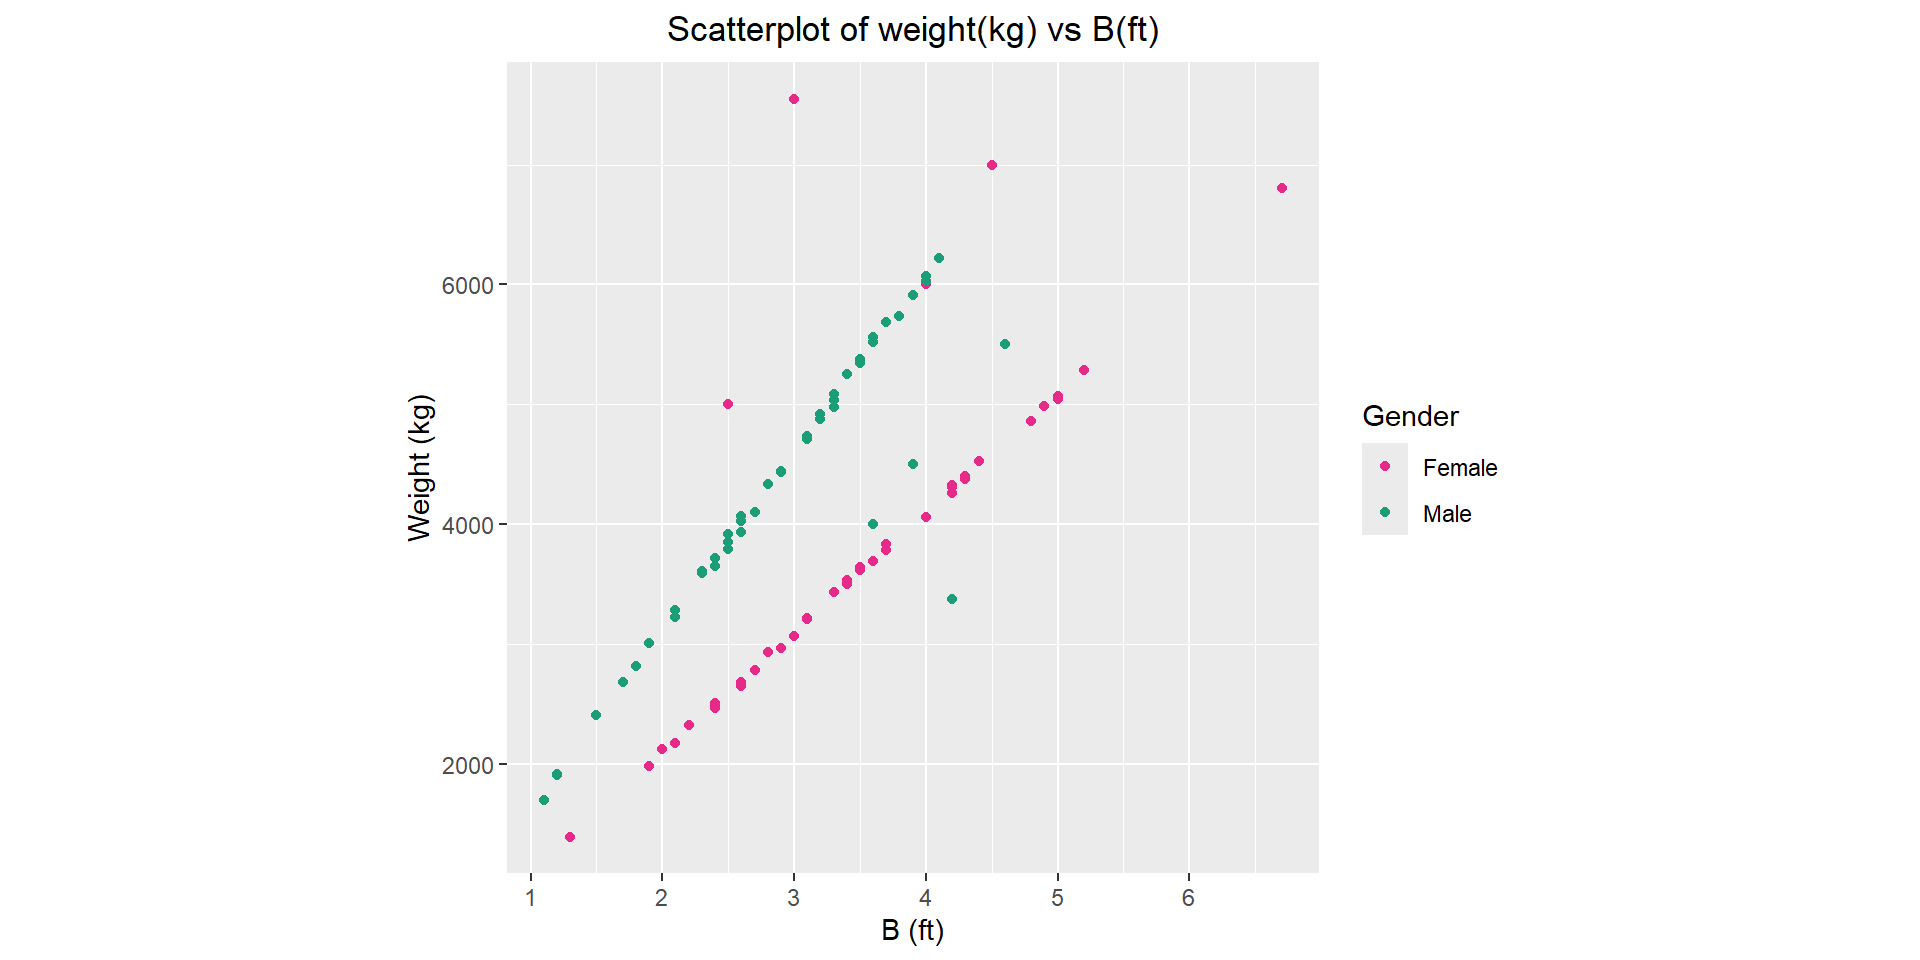 Scatterplot of weight(kg) vs B(ft)
Weight (kg)
6000
4000
2000
1 2 3 4 5 6
B (ft)
Gender
Female
Male